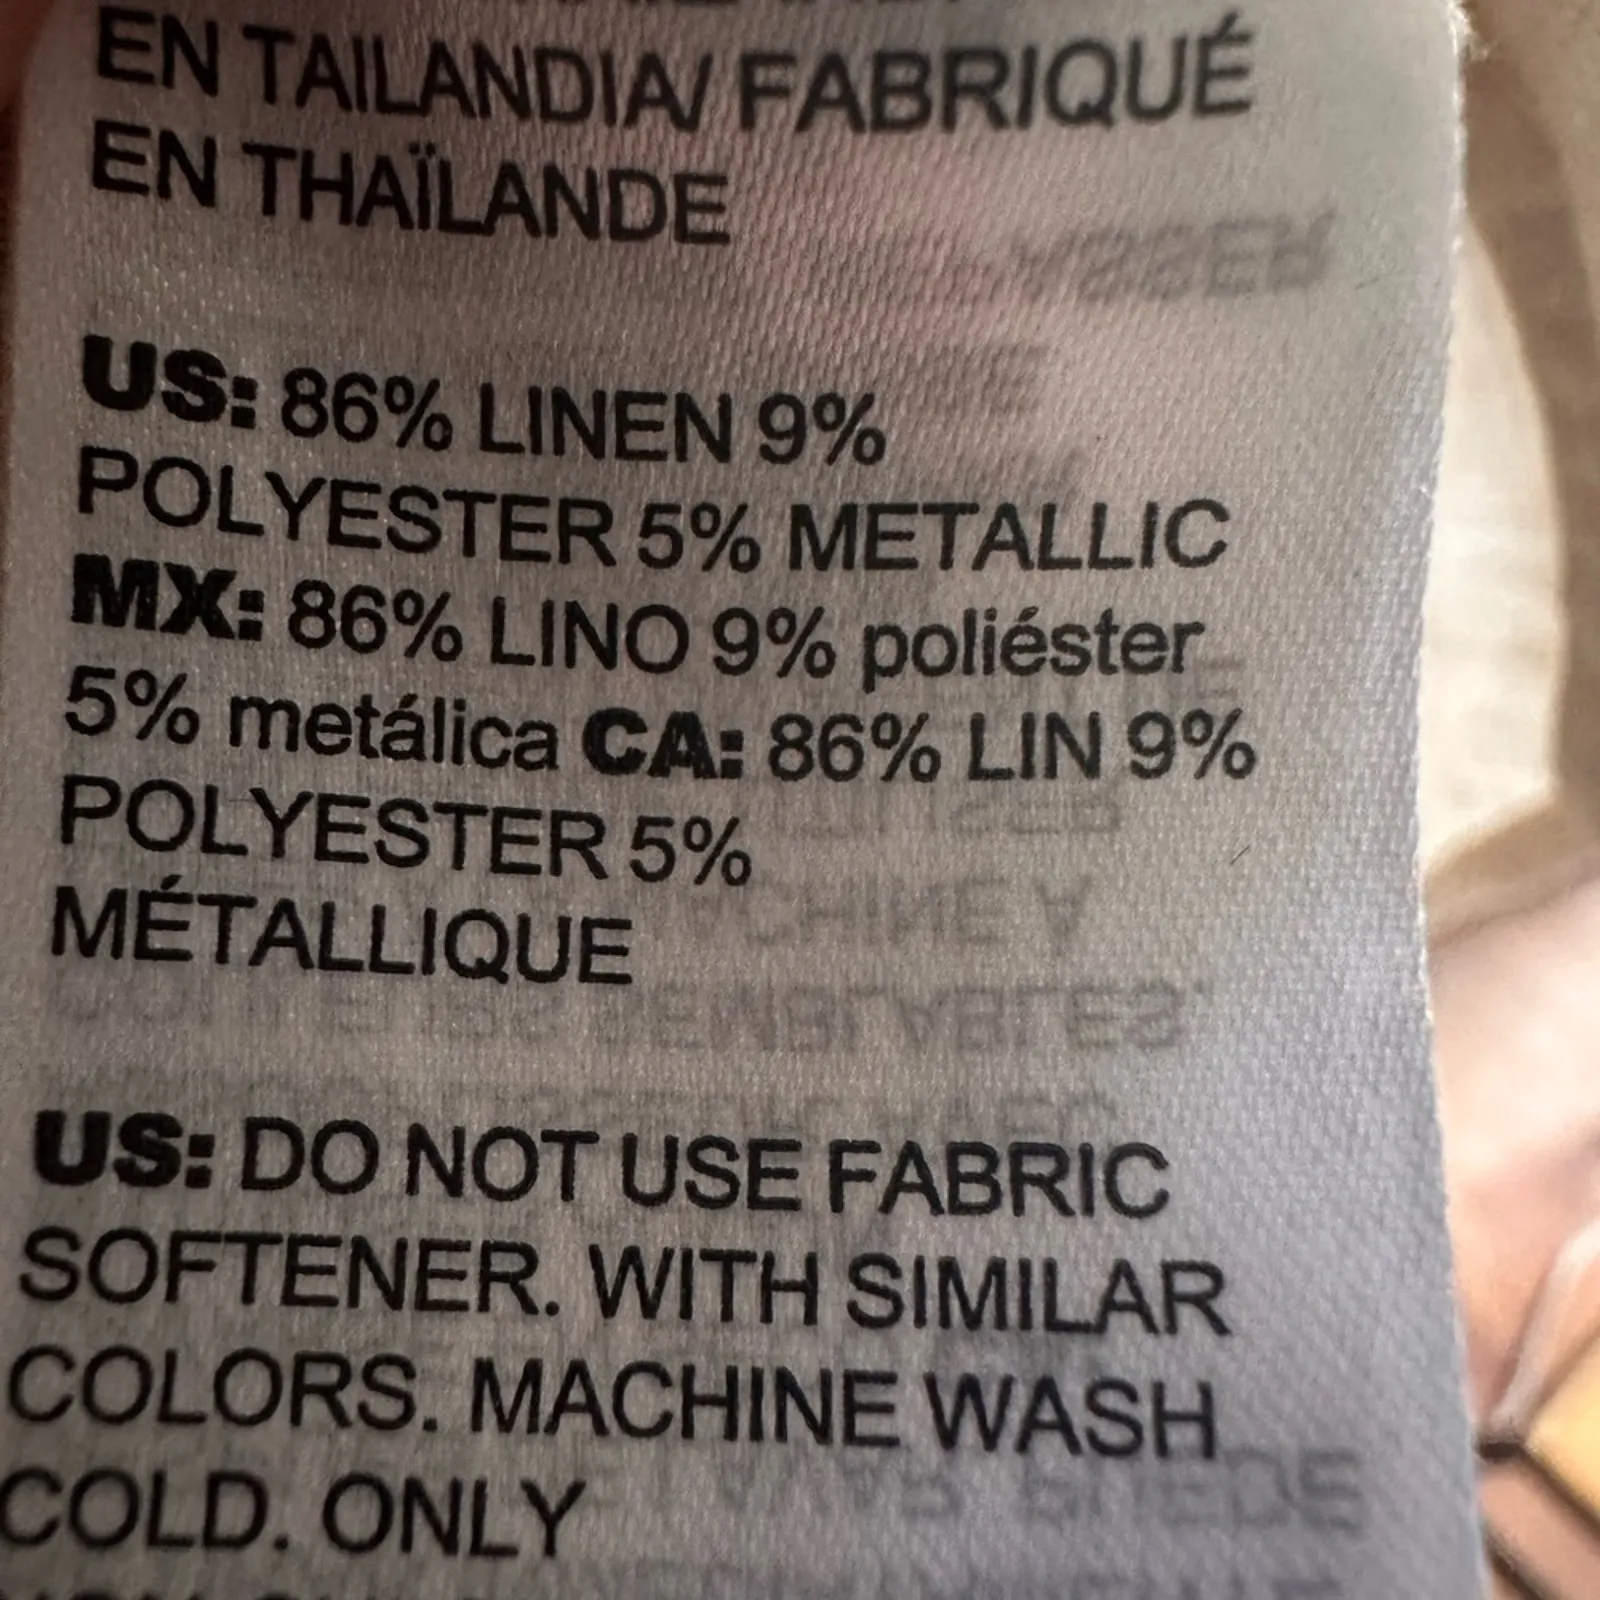 EN TAILANDIA/ FABRIQUÉ
EN THAÏLANDE
US: 86% LINEN 9%
POLYESTER 5% METALLIC
MX: 86% LINO 9% poliéster
5% metálica CA: 86% LIN 9%
POLYESTER 5%
MÉTALLIQUE
US: DO NOT USE FABRIC
SOFTENER. WITH SIMILAR
COLORS. MACHINE WASH
COLD. ONLY